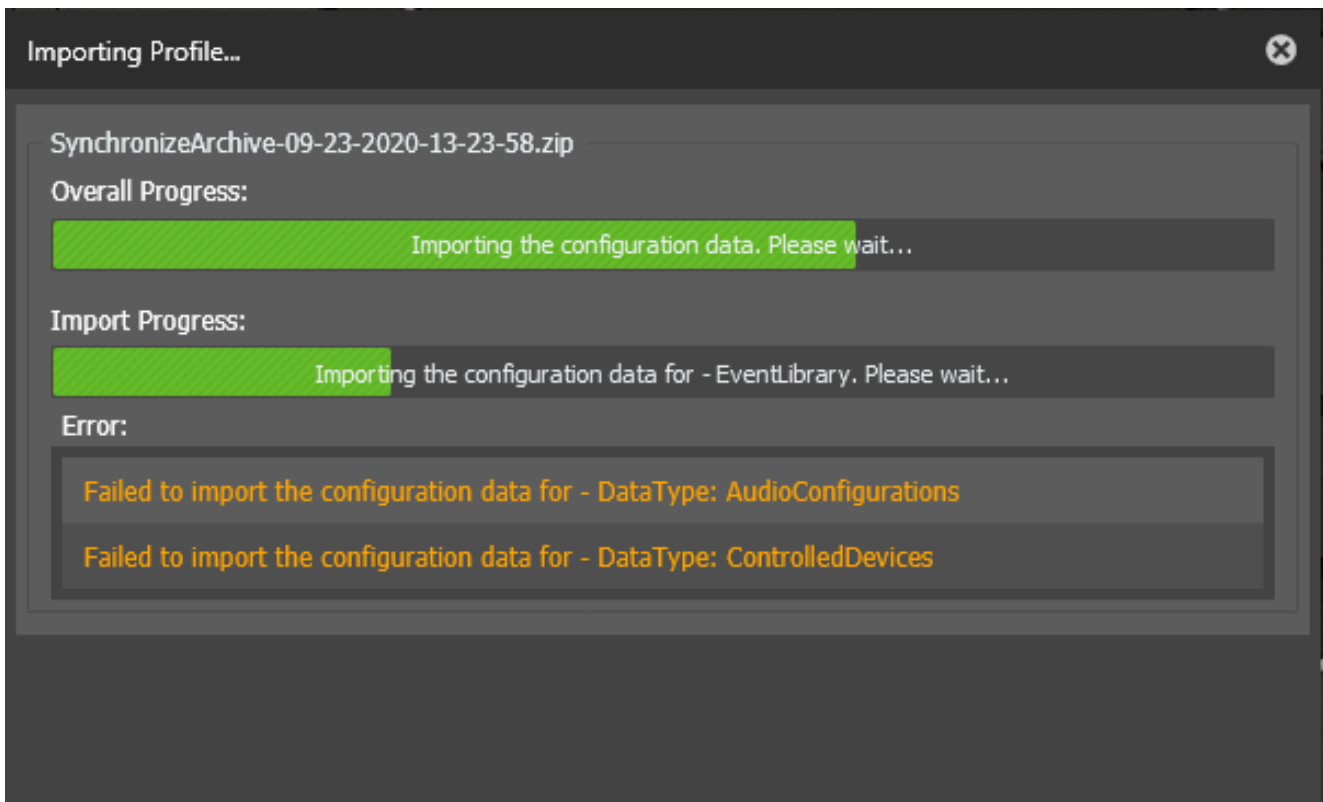 Importing Profile...
SynchronizeArchive-09-23-2020-13-23-58.zip
Overall Progress:
Importing the configuration data. Please wait...
Import Progress:
Importing the configuration data for - EventLibrary. Please wait...
Error:
Failed to import the configuration data for - DataType: AudioConfigurations
Failed to import the configuration data for - DataType: ControlledDevices